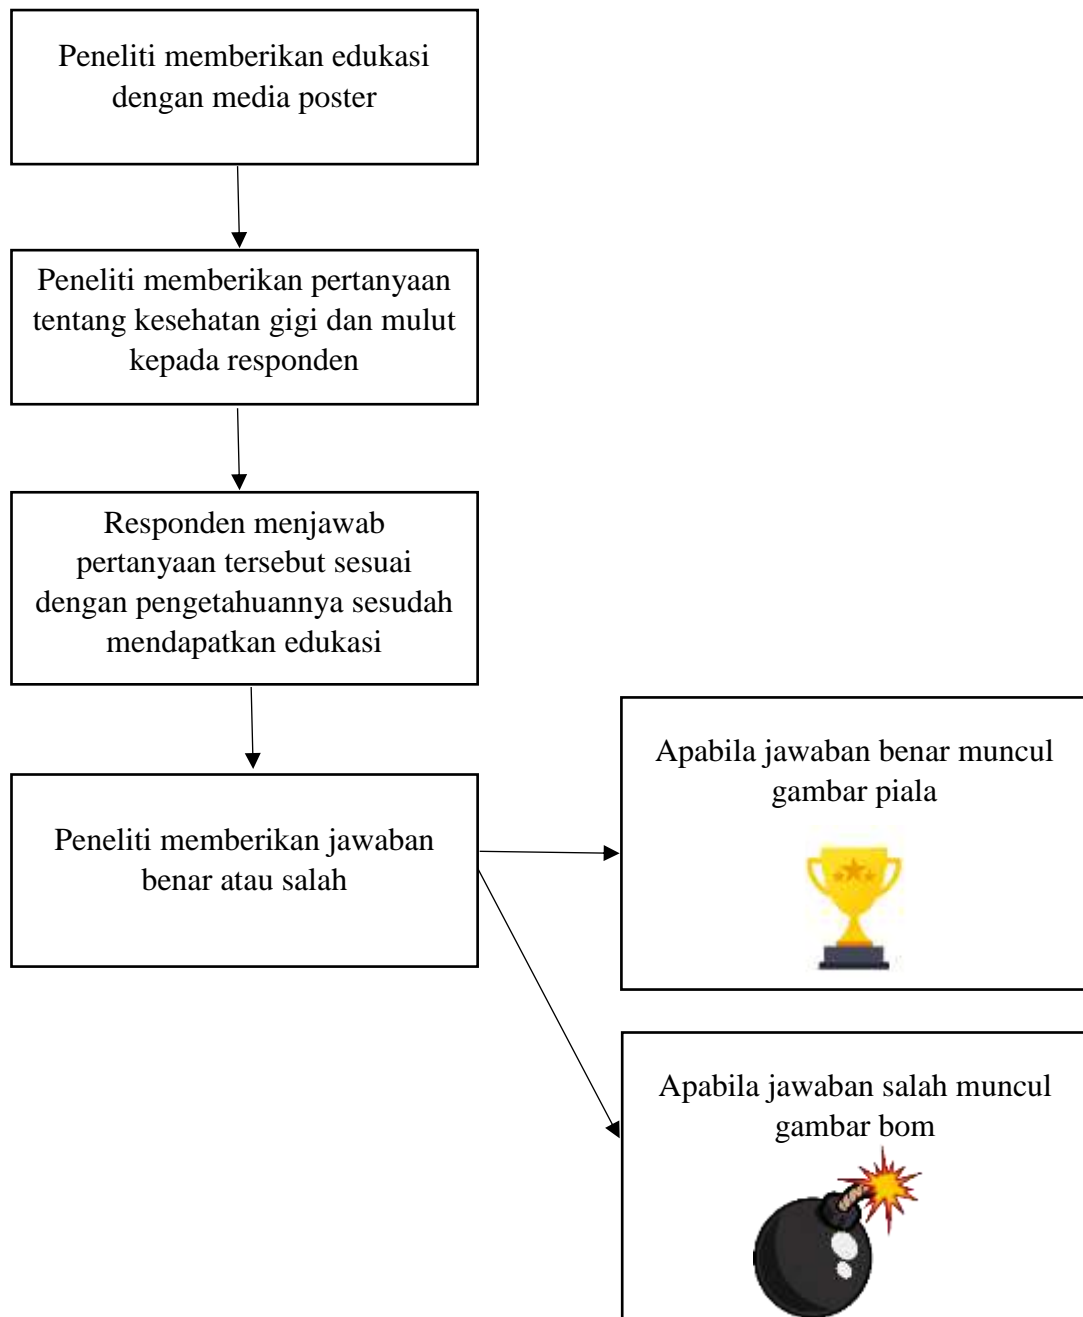 Peneliti memberikan edukasi
dengan media poster
Peneliti memberikan pertanyaan
tentang kesehatan gigi dan mulut
kepada responden
Responden menjawab
pertanyaan tersebut sesuai
dengan pengetahuannya sesudah
mendapatkan edukasi
Peneliti memberikan jawaban
benar atau salah
Apabila jawaban benar muncul
gambar piala
Apabila jawaban salah muncul
gambar bom